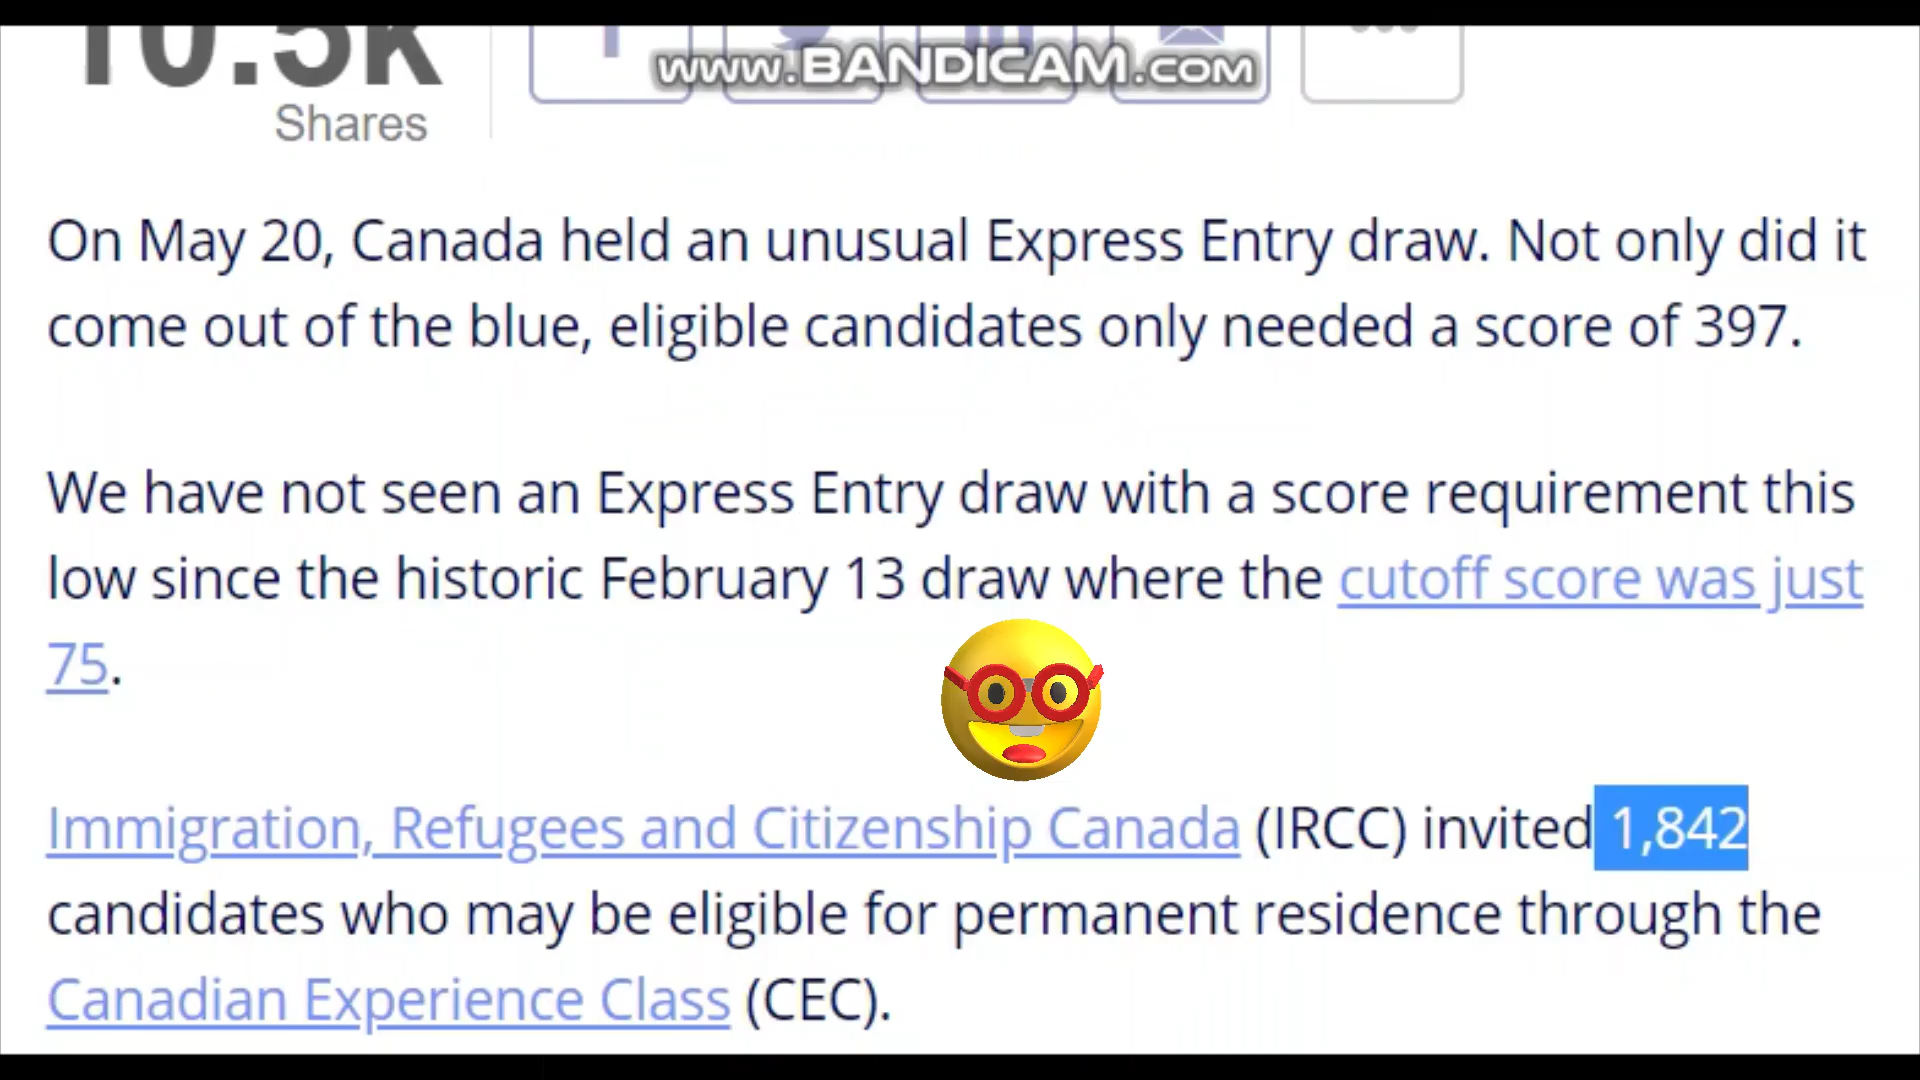 10.5k
www.BANDICAM.com
Shares
On May 20, Canada held an unusual Express Entry draw. Not only did it
come out of the blue, eligible candidates only needed a score of 397.
We have not seen an Express Entry draw with a score requirement this
low since the historic February 13 draw where the cutoff score was just
75.
Immigration, Refugees and Citizenship Canada (IRCC) invited 1,842
candidates who may be eligible for permanent residence through the
Canadian Experience Class (CEC).